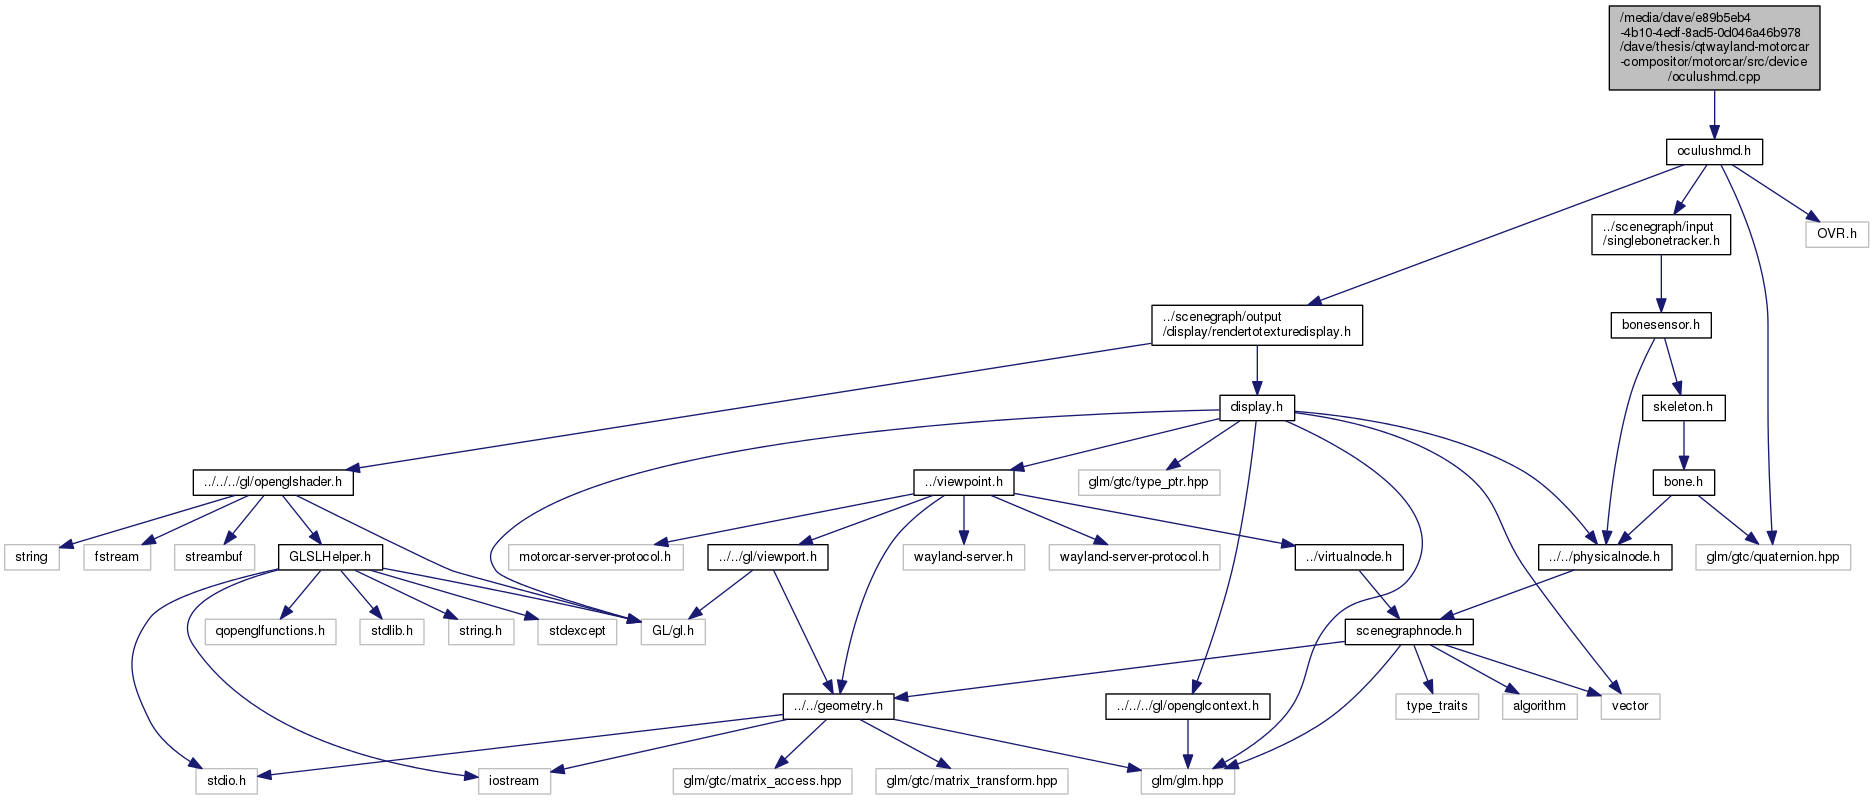 /media/dave/e89b5eb4
-4b10-4edf-8ad5-0d046a46b978
/dave/thesis/qtwayland-motorcar
-compositor/motorcar/src/device
/oculushmd.cpp
oculushmd.h
../scenegraph/input
/singlebonetracker.h
OVR.h
../scenegraph/output
/display/rendertotexturedisplay.h
bonesensor.h
display.h
skeleton.h
../../../gl/openglshader.h
../viewpoint.h
glm/gtc/type_ptr.hpp
bone.h
string
fstream
streambuf
GLSLHelper.h
motorcar-server-protocol.h
../../gl/viewport.h
wayland-server.h
wayland-server-protocol.h
../virtualnode.h
../../physicalnode.h
glm/gtc/quaternion.hpp
qopenglfunctions.h
stdlib.h
string.h
stdexcept
GL/gl.h
scenegraphnode.h
../../geometry.h
../../../gl/openglcontext.h
type_traits
algorithm
vector
stdio.h
iostream
glm/gtc/matrix_access.hpp
glm/gtc/matrix_transform.hpp
glm/glm.hpp